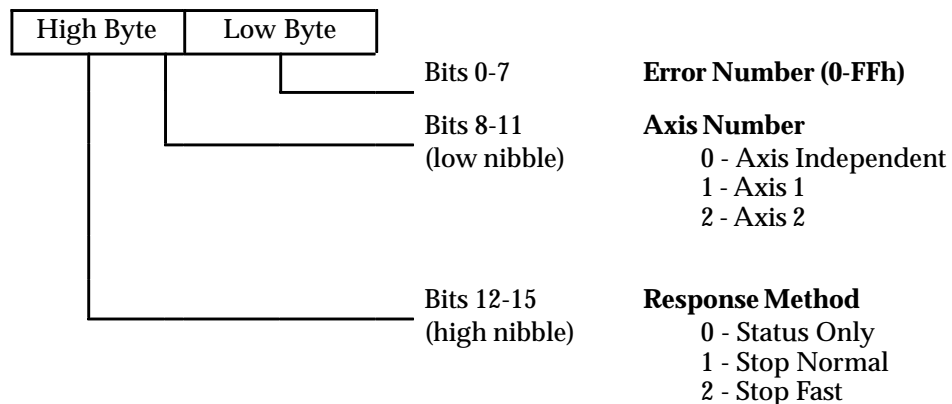 High Byte Low Byte
Bits 0-7 Error Number (0-FFh)
Bits 8-11 Axis Number
(low nibble) 0 - Axis Independent
1 - Axis 1
2 - Axis 2
Bits 12-15 Response Method
(high nibble) 0 - Status Only
1 - Stop Normal
2 - Stop Fast